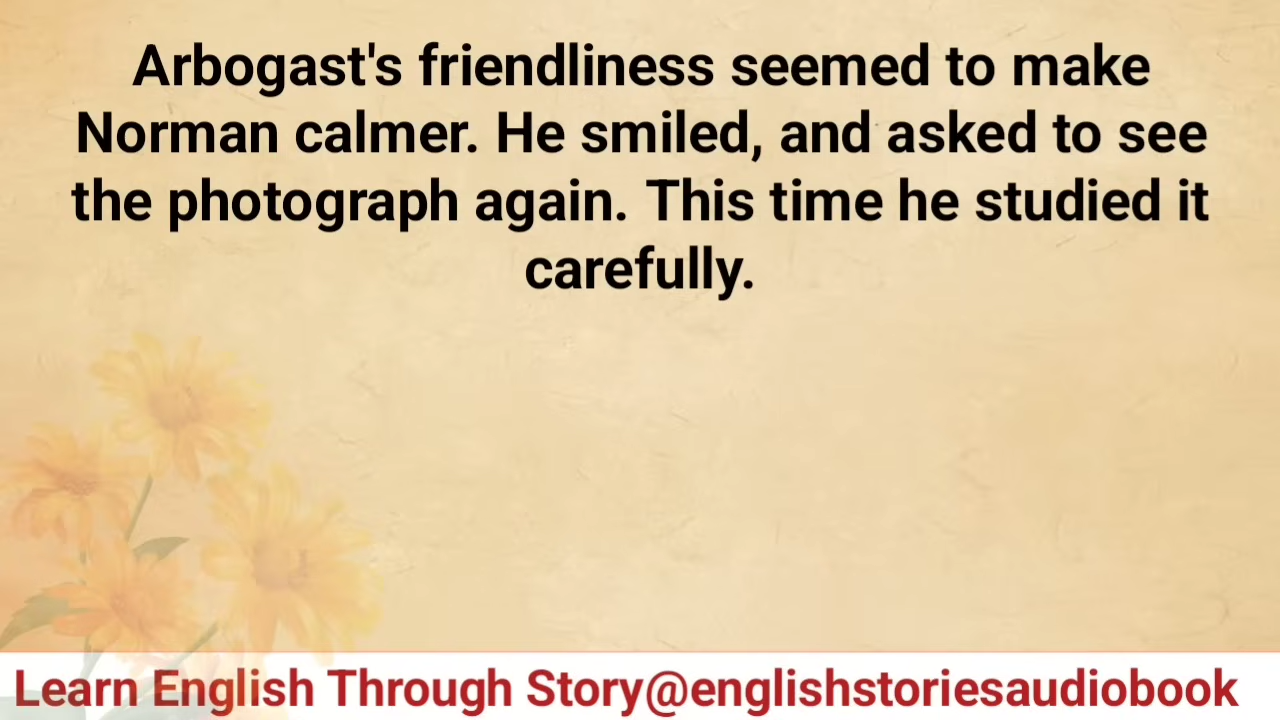 Arbogast's friendliness seemed to make
Norman calmer. He smiled, and asked to see
the photograph again. This time he studied it
carefully.
Learn English Through Story@englishstoriesaudiobook